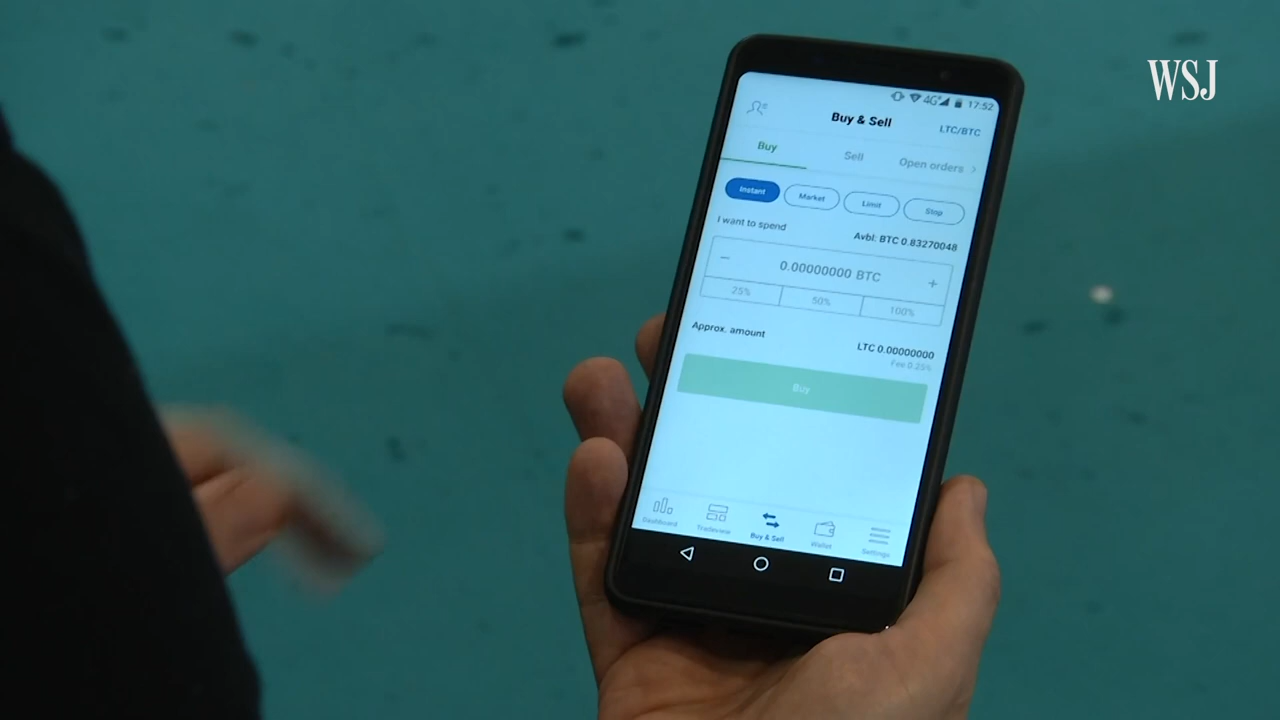 WSJ
4G 17:52
Buy & Sell LTC/BTC
Buy Sell Open orders
Instant Market Limit Stop
I want to spend Avbl: BTC 0.83270048
− 0.00000000 BTC +
25% 50% 100%
Approx. amount LTC 0.00000000
Fee 0.25%
Buy
Dashboard Tradeview Buy & Sell Wallet Settings